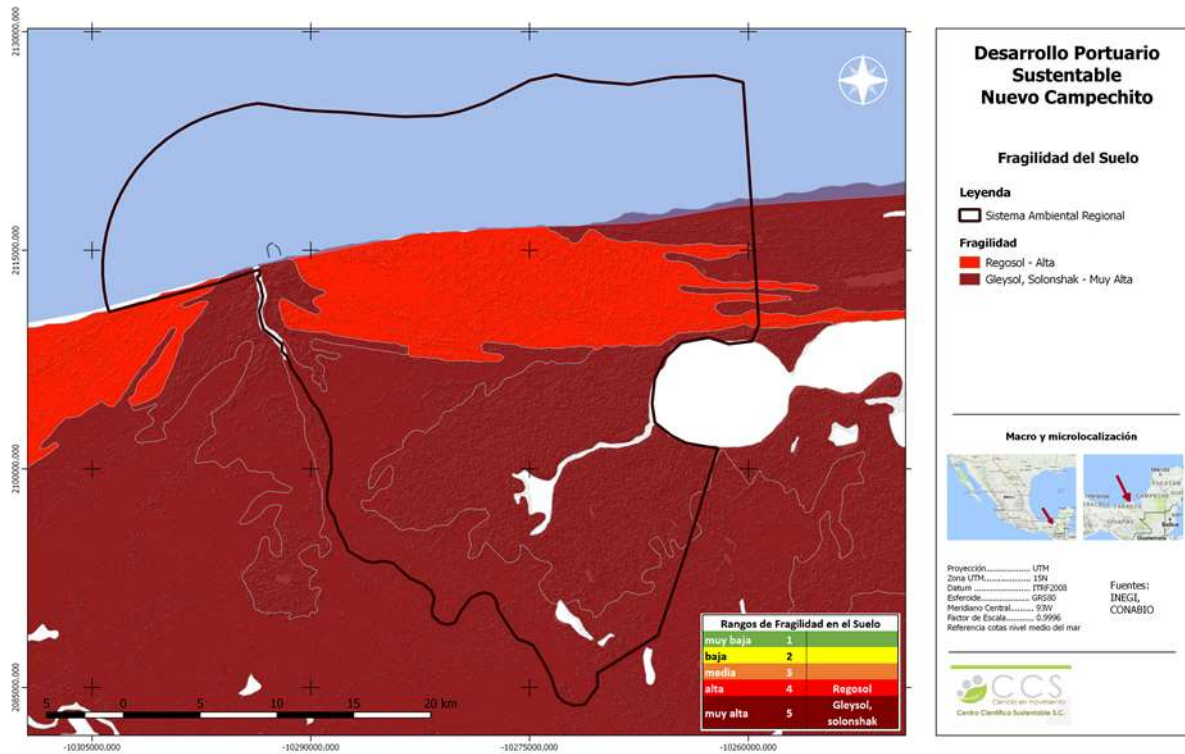 2130000.000
2115000.000
2100000.000
2085000.000
-10305000.000
-10290000.000
-10275000.000
-10260000.000
5 0 5 10 15 20 km
Rangos de Fragilidad en el Suelo
muy baja 1
baja 2
media 3
alta 4 Regosol
muy alta 5 Gleysol, solonshak
Desarrollo Portuario
Sustentable
Nuevo Campechito
Fragilidad del Suelo
Leyenda
Sistema Ambiental Regional
Fragilidad
Regosol - Alta
Gleysol, Solonshak - Muy Alta
Macro y microlocalización
Proyección.................. UTM
Zona UTM.................. 15N
Datum .................. ITRF2008
Esferoide.................. GRS80
Meridiano Central......... 93W
Factor de Escala.......... 0.9996
Referencia cotas nivel medio del mar
Fuentes:
INEGI,
CONABIO
CCS
Ciencia en movimiento
Centro Científico Sustentable S.C.